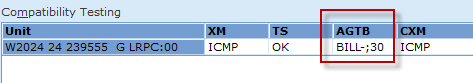 Compatibility Testing
Unit XM TS AGTB CXM
W2024 24 239555 G LRPC:00 ICMP OK BILL-;30 ICMP